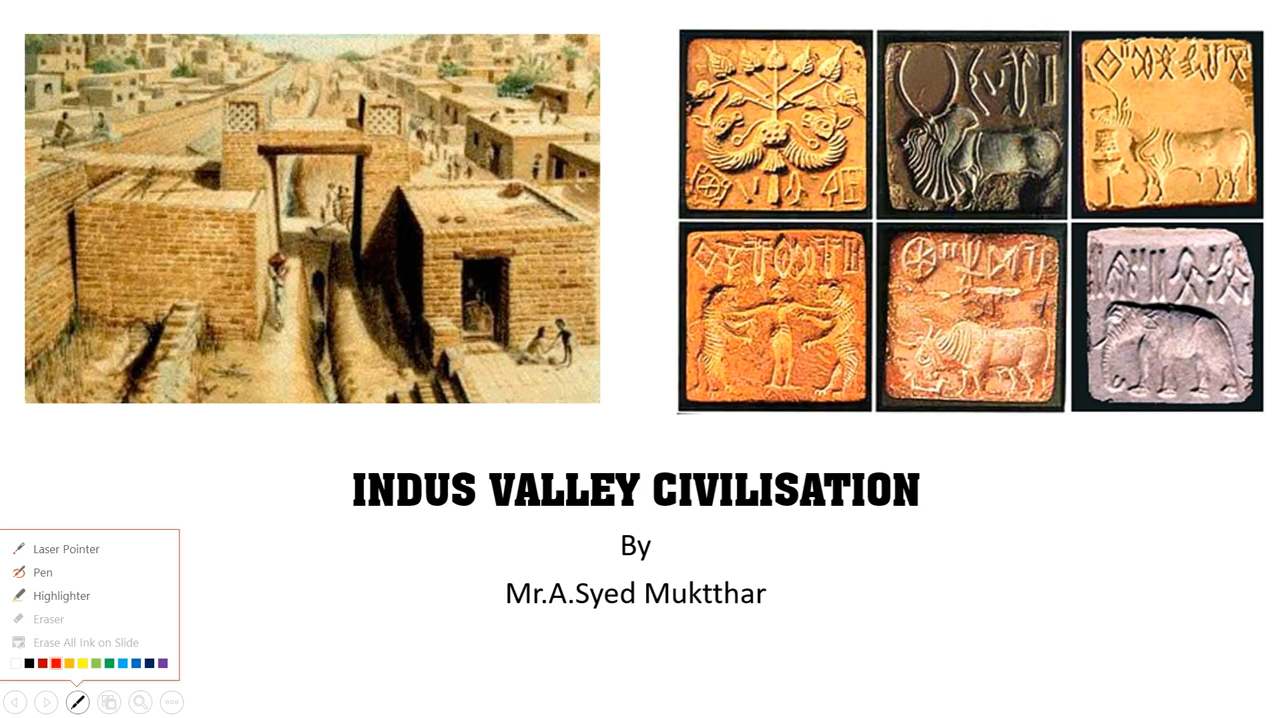 INDUS VALLEY CIVILISATION
By
Mr.A.Syed Muktthar
Laser Pointer
Pen
Highlighter
Eraser
Erase All Ink on Slide